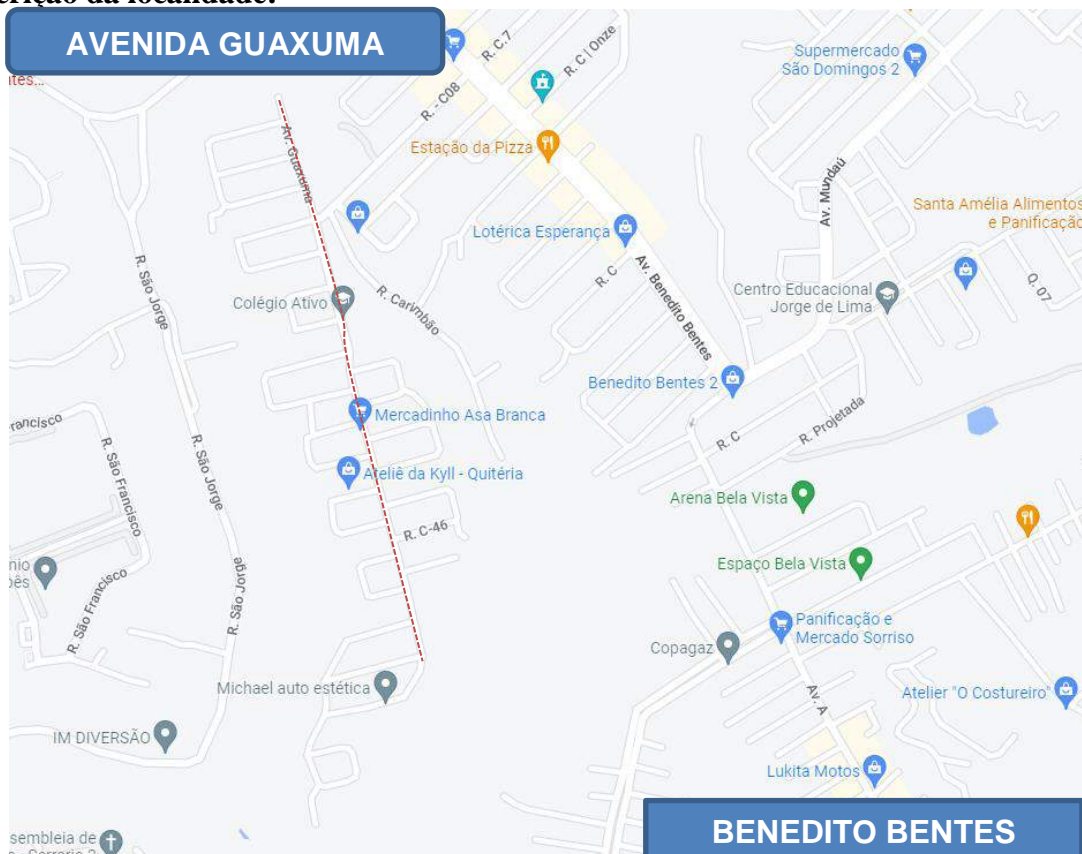 da localidade:
AVENIDA GUAXUMA
R. C.7
R. C | Onze
Supermercado
São Domingos 2
R. - C08
Av. Guaxuma
Estação da Pizza
Av. Mundaú
Santa Amélia Alimentos
e Panificação
Lotérica Esperança
R. São Jorge
R. C
Av. Benedito Bentes
Colégio Ativo
R. Carimbão
Centro Educacional
Jorge de Lima
Q. 07
Benedito Bentes 2
Mercadinho Asa Branca
R. C
R. Projetada
R. São Francisco
R. São Jorge
Ateliê da Kyll - Quitéria
Arena Bela Vista
R. C-46
Espaço Bela Vista
R. São Francisco
R. São Jorge
Panificação e
Mercado Sorriso
Copagaz
Michael auto estética
Av. A
Atelier "O Costureiro"
IM DIVERSÃO
Lukita Motos
BENEDITO BENTES